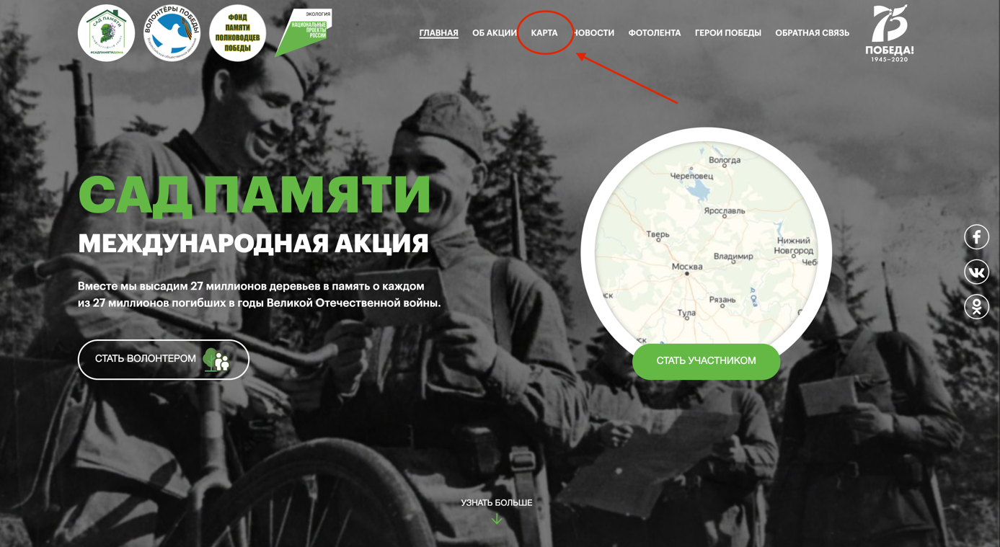 САД ПАМЯТИ
#САДПАМЯТИДОМА
ВОЛОНТЁРЫ ПОБЕДЫ
ФОНД
ПАМЯТИ
ПОЛКОВОДЦЕВ
ПОБЕДЫ
ЭКОЛОГИЯ
НАЦИОНАЛЬНЫЕ
ПРОЕКТЫ
РОССИИ
ГЛАВНАЯ ОБ АКЦИИ КАРТА НОВОСТИ ФОТОЛЕНТА ГЕРОИ ПОБЕДЫ ОБРАТНАЯ СВЯЗЬ
75
ПОБЕДА!
1945–2020
САД ПАМЯТИ
МЕЖДУНАРОДНАЯ АКЦИЯ
Вместе мы высадим 27 миллионов деревьев в память о каждом
из 27 миллионов погибших в годы Великой Отечественной войны.
СТАТЬ ВОЛОНТЕРОМ
Вологда
Череповец
Ярославль
Тверь
Нижний
Новгород
Владимир
Чеб
Москва
ск
Рязань
р. Ока
Тула
ск
СТАТЬ УЧАСТНИКОМ
УЗНАТЬ БОЛЬШЕ